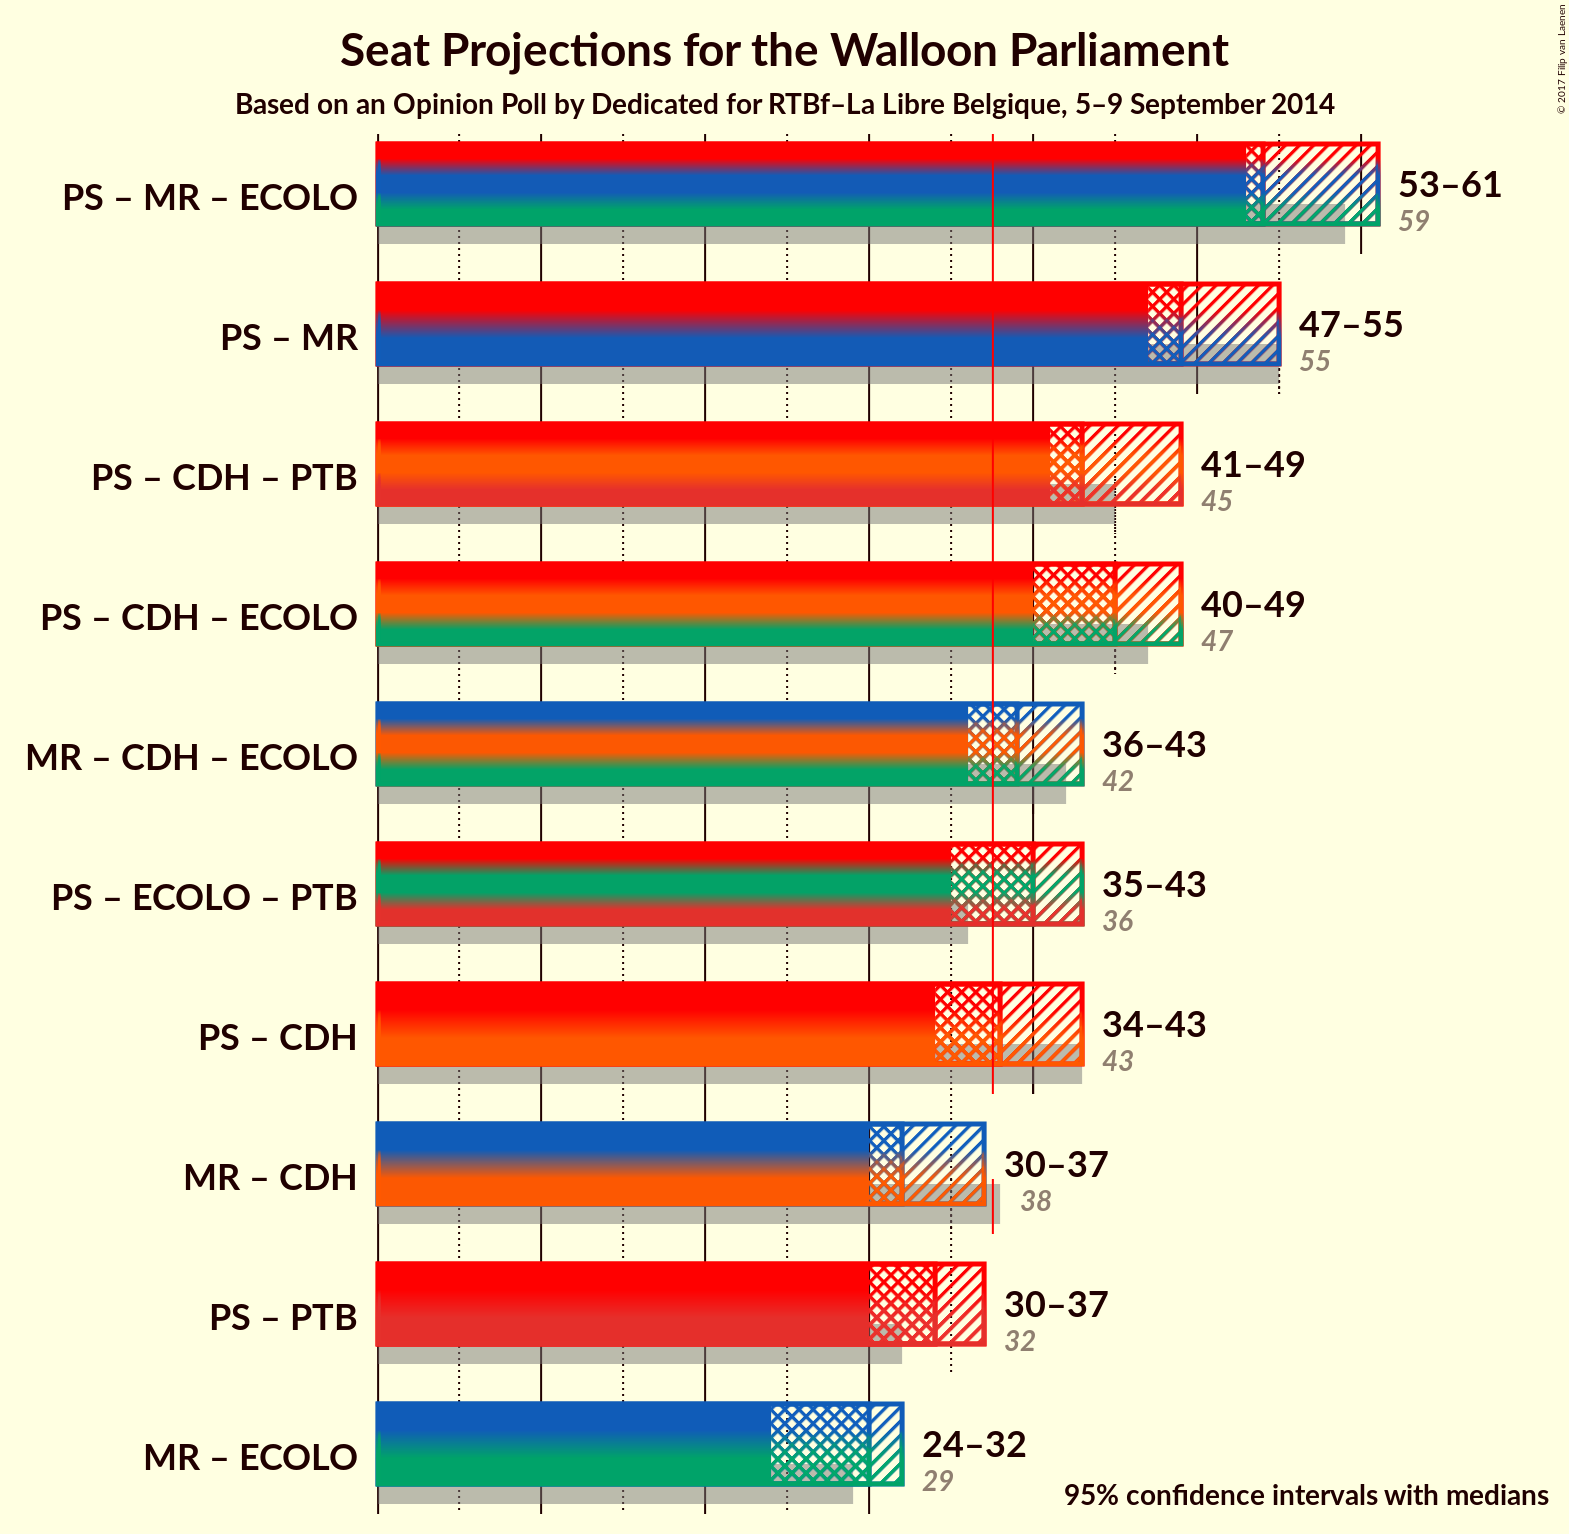 Seat Projections for the Walloon Parliament
Based on an Opinion Poll by Dedicated for RTBf–La Libre Belgique, 5–9 September 2014
© 2017 Filip van Laenen
PS – MR – ECOLO
53–61
59
PS – MR
47–55
55
PS – CDH – PTB
41–49
45
PS – CDH – ECOLO
40–49
47
MR – CDH – ECOLO
36–43
42
PS – ECOLO – PTB
35–43
36
PS – CDH
34–43
43
MR – CDH
30–37
38
PS – PTB
30–37
32
MR – ECOLO
24–32
29
95% confidence intervals with medians